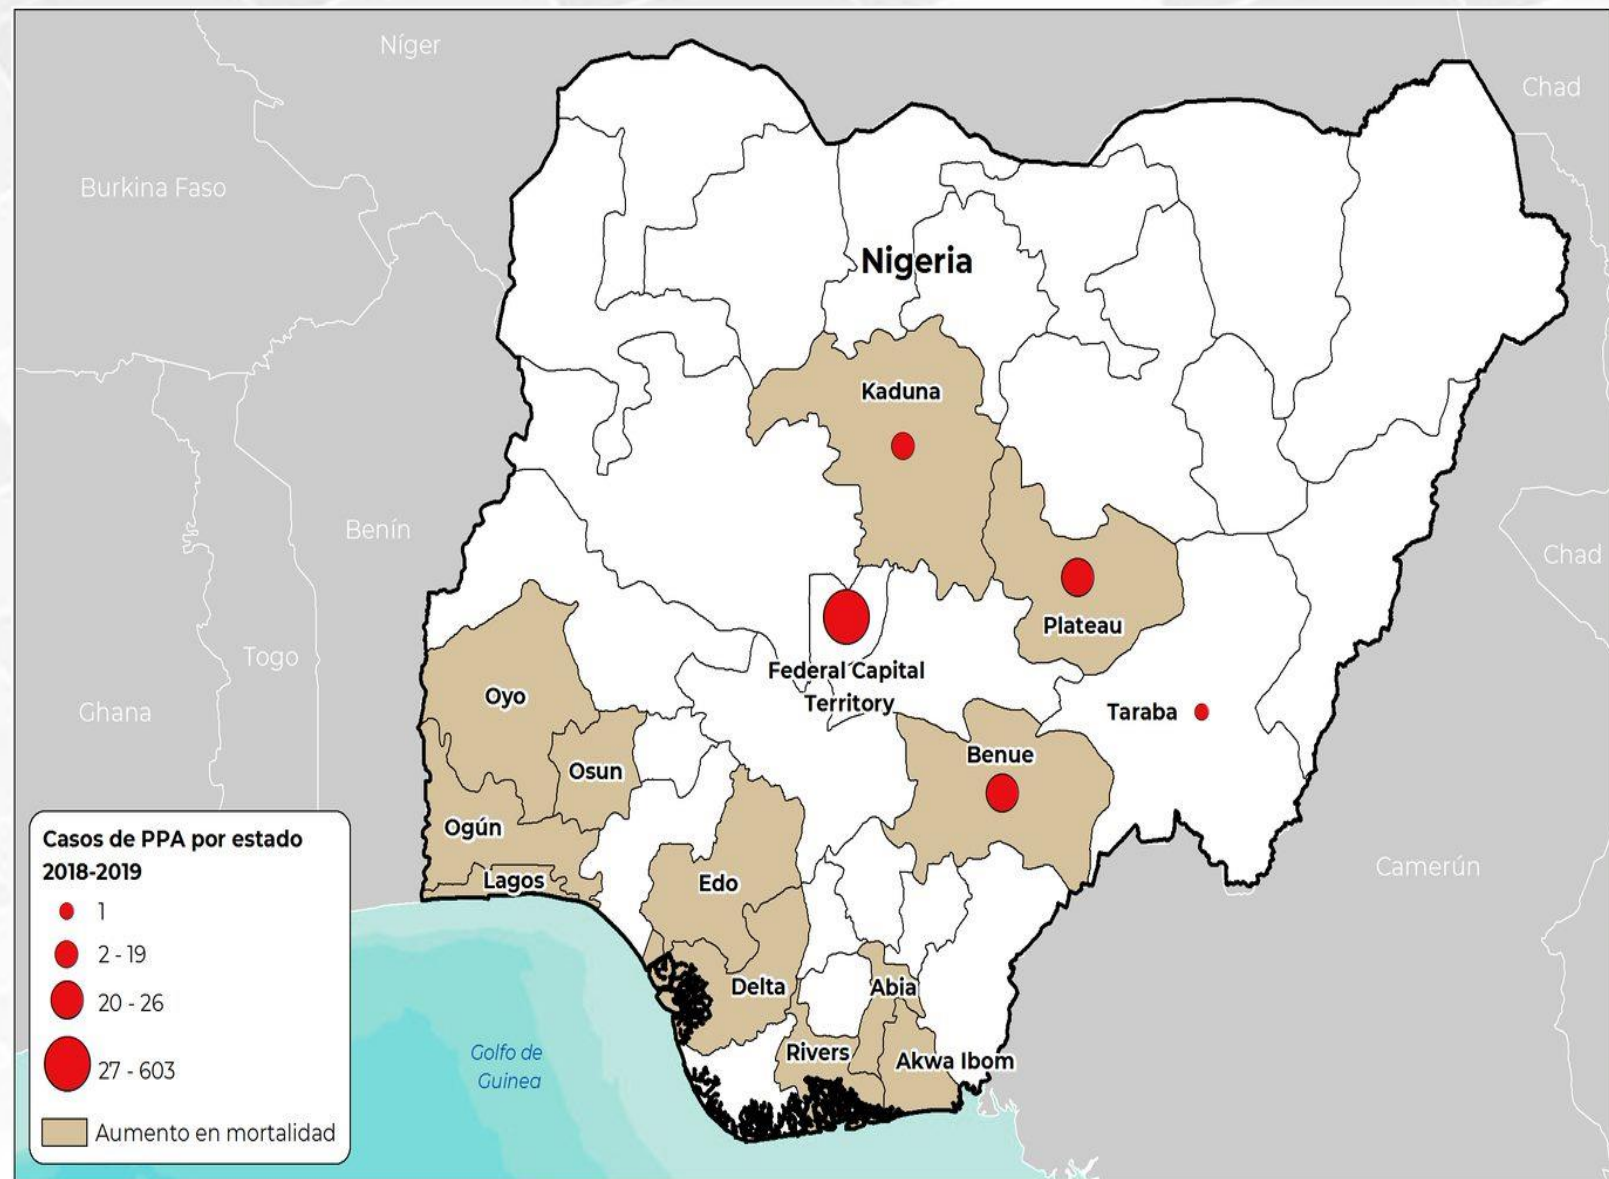 Níger
Chad
Burkina Faso
Nigeria
Kaduna
Benín
Chad
Plateau
Togo
Federal Capital
Territory
Oyo
Ghana
Taraba
Benue
Osun
Ogún
Lagos
Edo
Camerún
Delta
Abia
Rivers
Akwa Ibom
Golfo de
Guinea
Casos de PPA por estado
2018-2019
1
2 - 19
20 - 26
27 - 603
Aumento en mortalidad